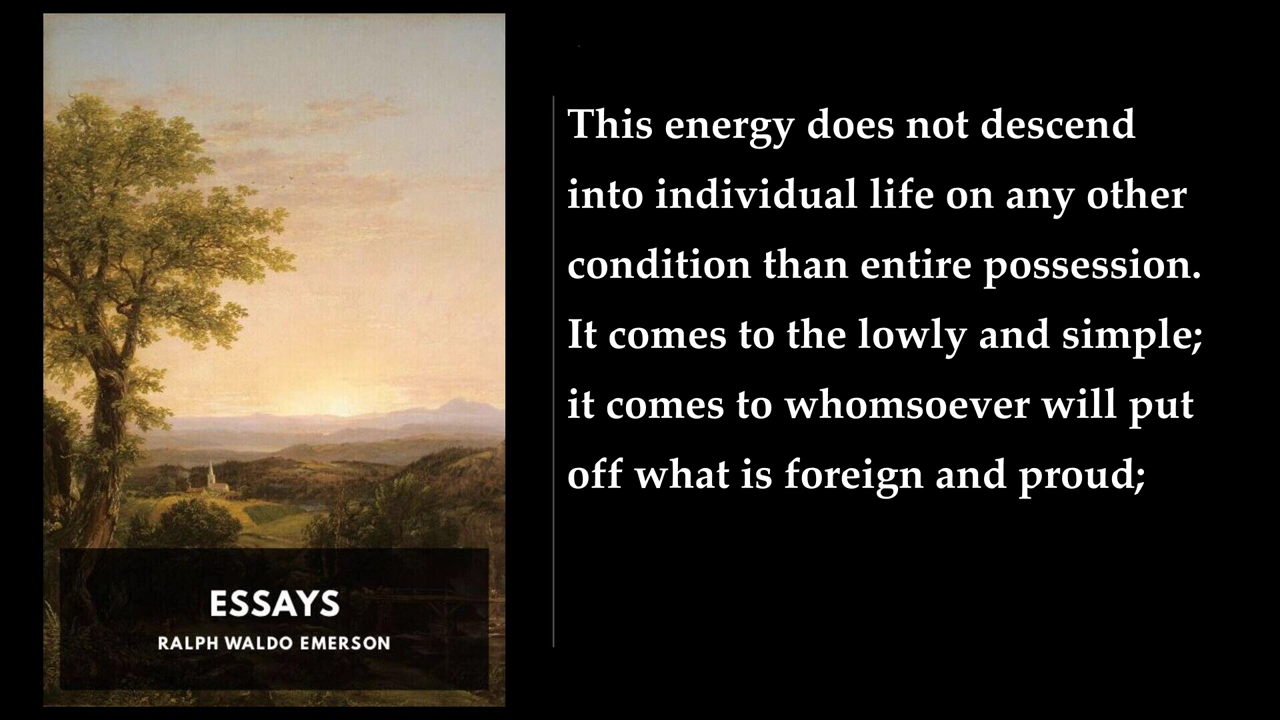 ESSAYS
RALPH WALDO EMERSON
This energy does not descend
into individual life on any other
condition than entire possession.
It comes to the lowly and simple;
it comes to whomsoever will put
off what is foreign and proud;